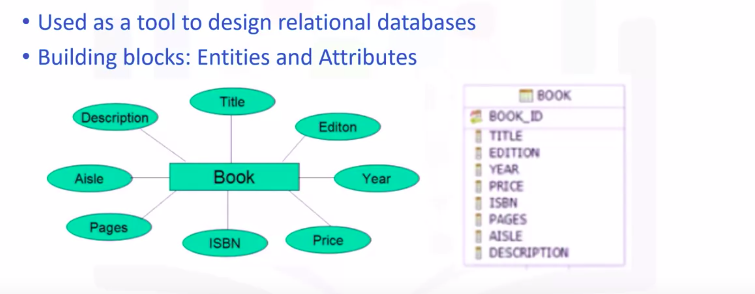 • Used as a tool to design relational databases
• Building blocks: Entities and Attributes
Title
Description
Editon
Aisle
Book
Year
Pages
ISBN
Price
BOOK
BOOK_ID
TITLE
EDITION
YEAR
PRICE
ISBN
PAGES
AISLE
DESCRIPTION